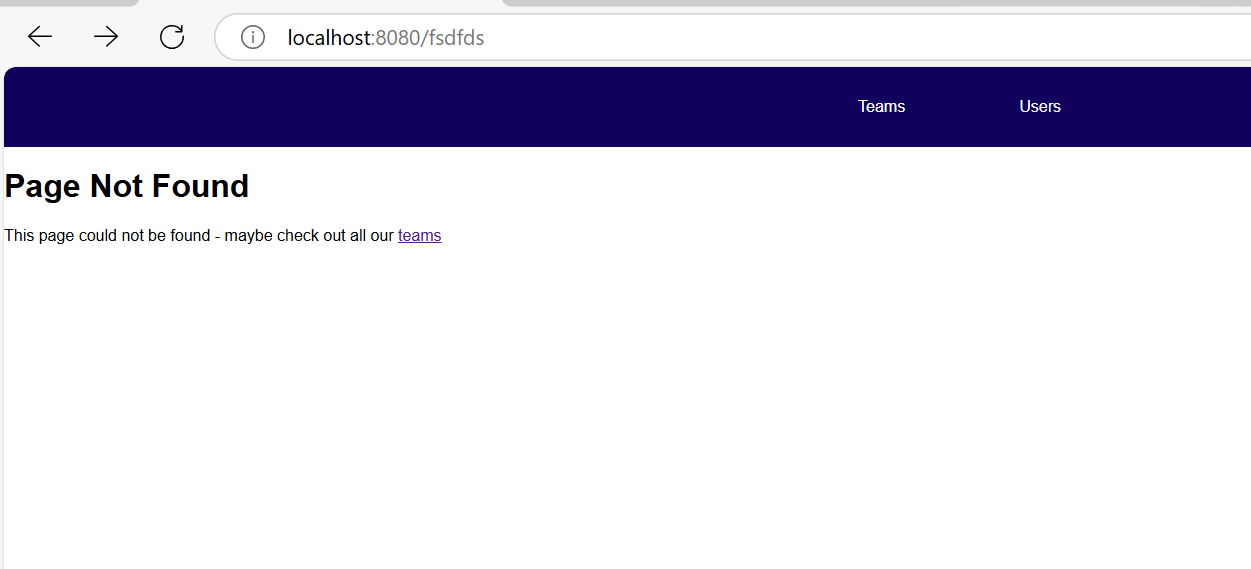 localhost:8080/fsdfds
Teams Users
Page Not Found
This page could not be found - maybe check out all our teams